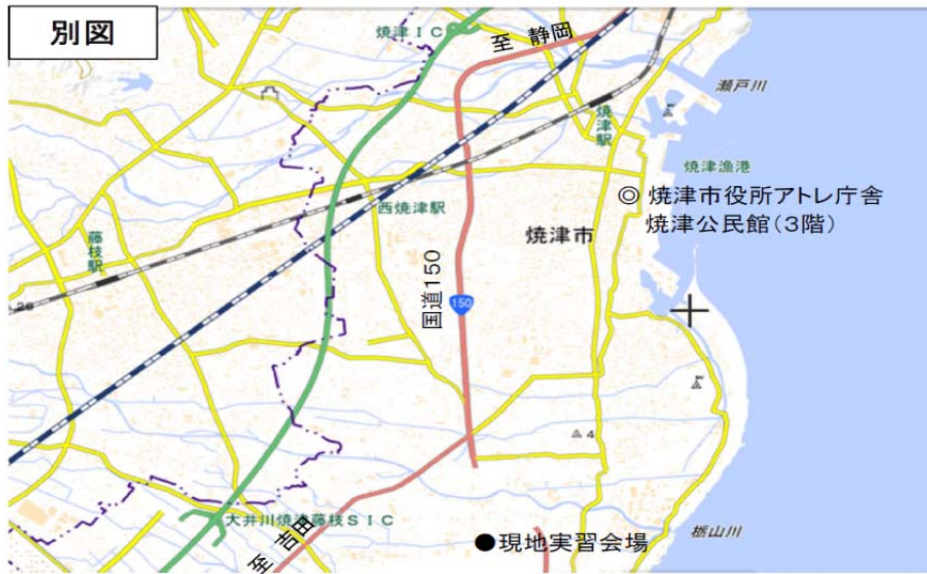 別図
焼津IC
至 静岡
瀬戸川
焼津駅
焼津漁港
◎ 焼津市役所アトレ庁舎
焼津公民館(3階)
西焼津駅
焼津市
藤枝駅
国道150
150
26
4
大井川焼津藤枝SIC
至 吉田
●現地実習会場
栃山川